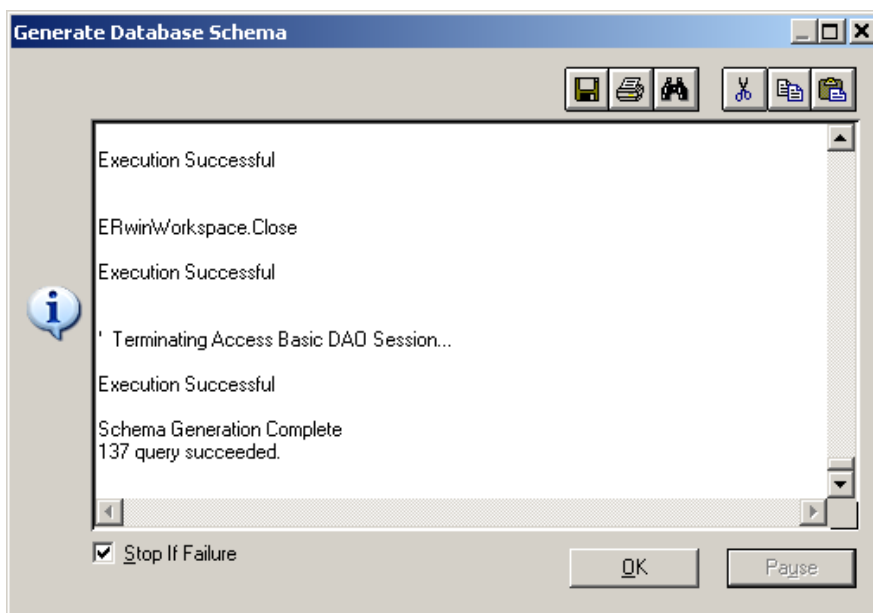 Generate Database Schema
Execution Successful
ERwinWorkspace.Close
Execution Successful
' Terminating Access Basic DAO Session...
Execution Successful
Schema Generation Complete
137 query succeeded.
Stop If Failure
OK
Pause